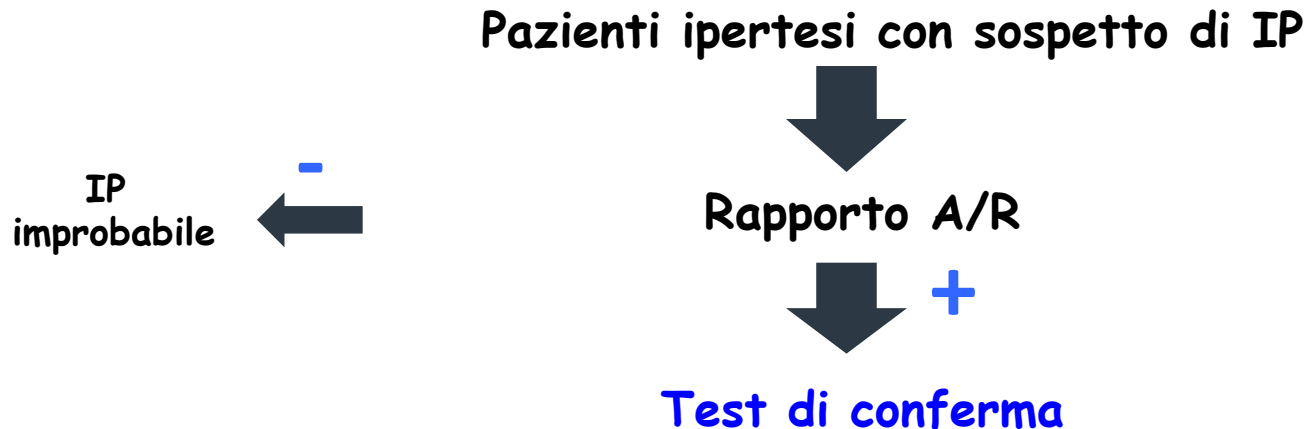 Pazienti ipertesi con sospetto di IP
-
IP
improbabile
Rapporto A/R
+
Test di conferma